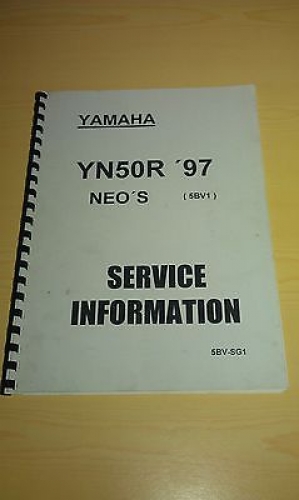 YAMAHA
YN50R ´97
NEO´S ( 5BV1 )
SERVICE
INFORMATION
5BV-SG1